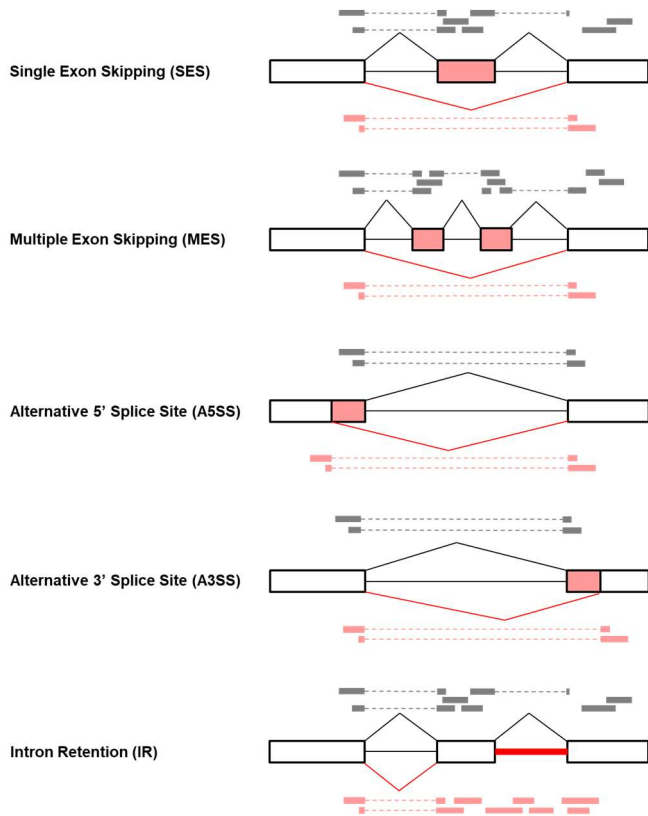 Single Exon Skipping (SES)
Multiple Exon Skipping (MES)
Alternative 5' Splice Site (A5SS)
Alternative 3' Splice Site (A3SS)
Intron Retention (IR)